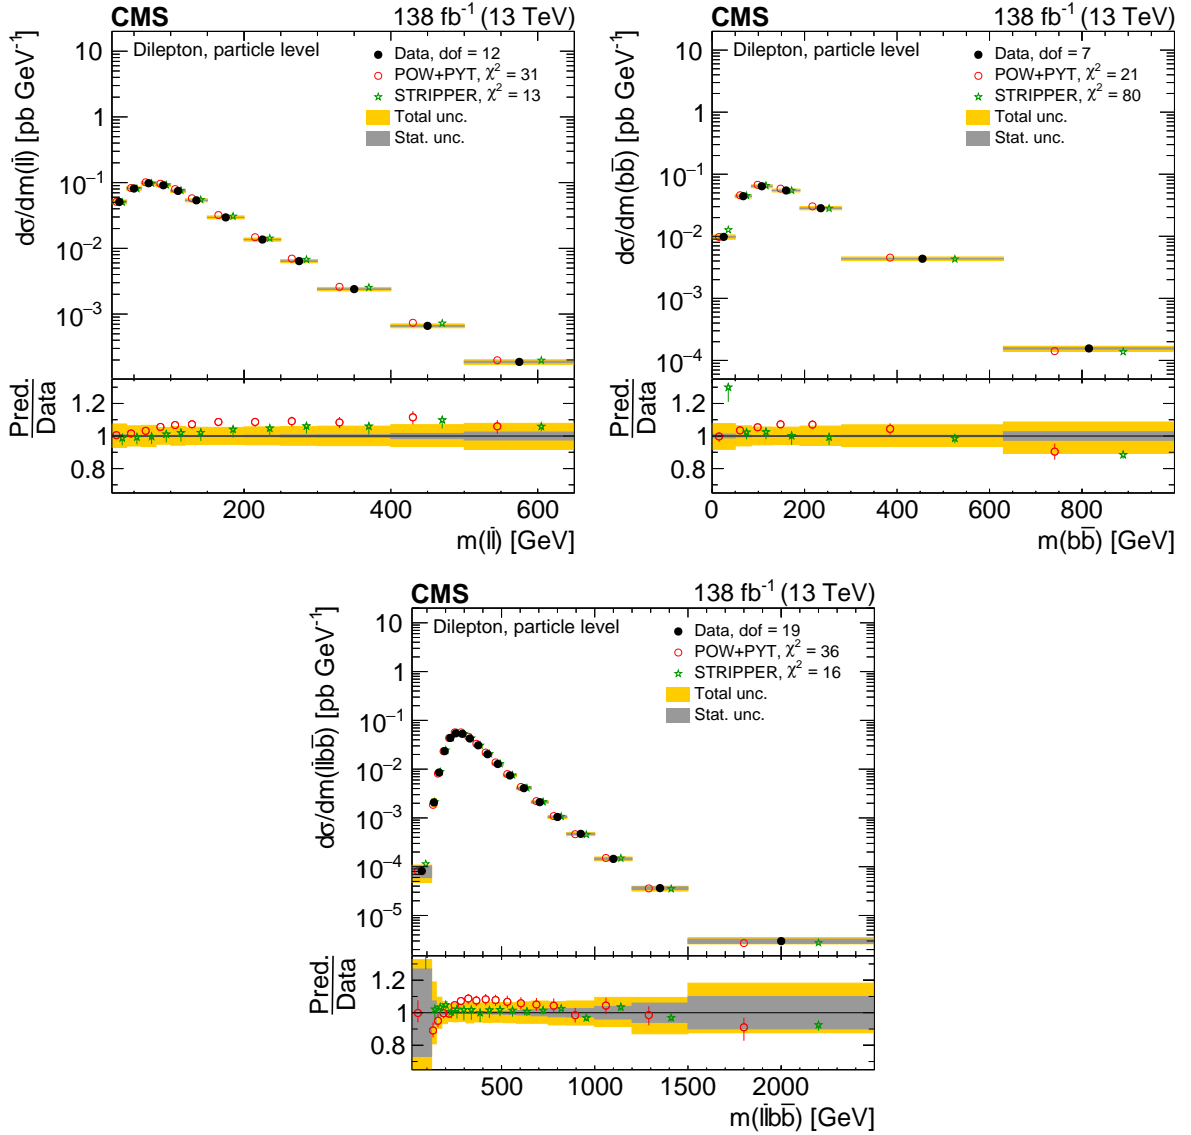 CMS 138 fb⁻¹ (13 TeV)
Dilepton, particle level
Data, dof = 12
POW+PYT, χ² = 31
STRIPPER, χ² = 13
Total unc.
Stat. unc.
dσ/dm(l̄l) [pb GeV⁻¹]
10
1
10⁻¹
10⁻²
10⁻³
Pred.
Data
1.2
1
0.8
200 400 600
m(l̄l) [GeV]
CMS 138 fb⁻¹ (13 TeV)
Dilepton, particle level
Data, dof = 7
POW+PYT, χ² = 21
STRIPPER, χ² = 80
Total unc.
Stat. unc.
dσ/dm(bb̅) [pb GeV⁻¹]
10
1
10⁻¹
10⁻²
10⁻³
10⁻⁴
Pred.
Data
1.2
1
0.8
0 200 400 600 800
m(bb̅) [GeV]
CMS 138 fb⁻¹ (13 TeV)
Dilepton, particle level
Data, dof = 19
POW+PYT, χ² = 36
STRIPPER, χ² = 16
Total unc.
Stat. unc.
dσ/dm(l̄lbb̅) [pb GeV⁻¹]
10
1
10⁻¹
10⁻²
10⁻³
10⁻⁴
10⁻⁵
Pred.
Data
1.2
1
0.8
500 1000 1500 2000
m(l̄lbb̅) [GeV]